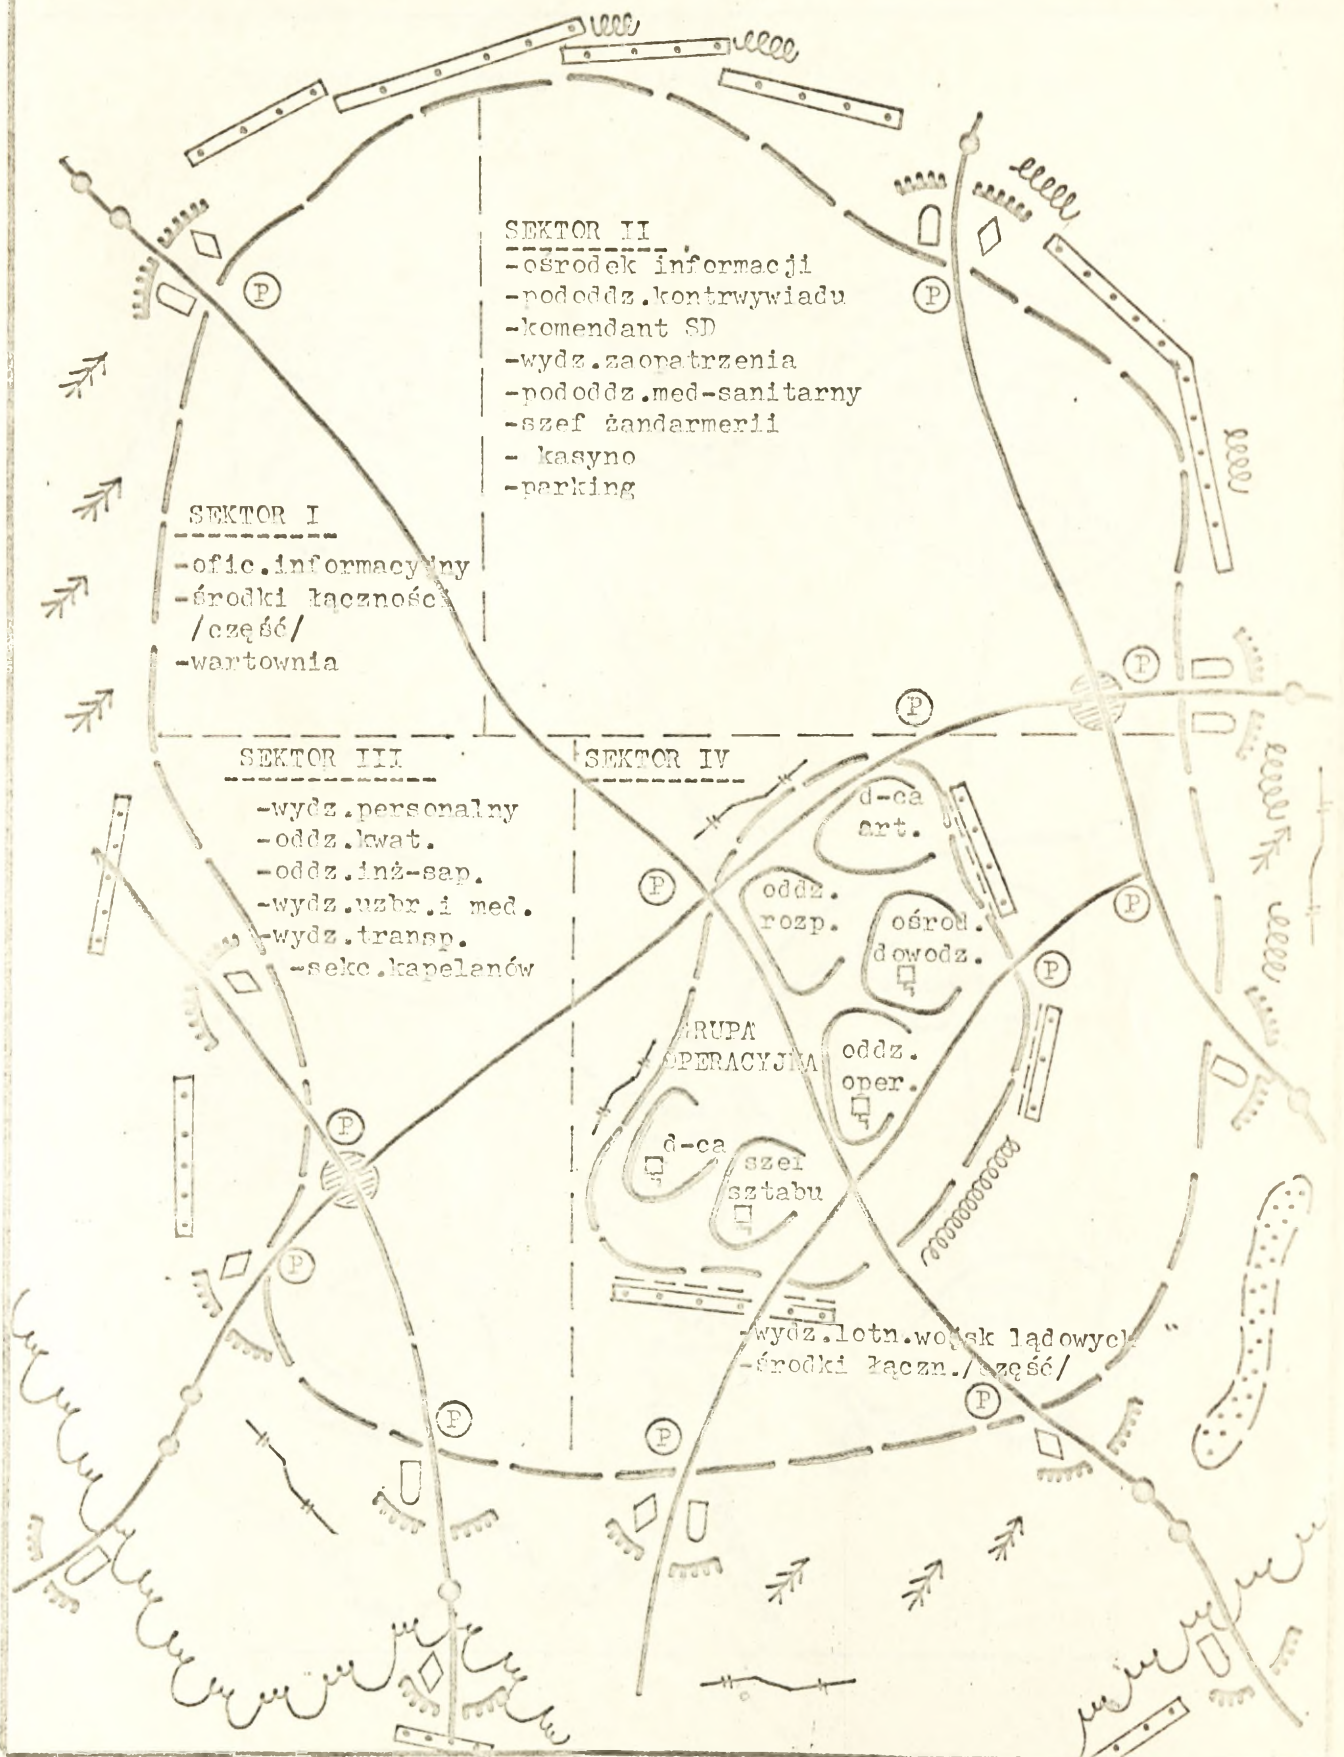 SEKTOR II
-ośrodek informacji
-pododdz.kontrwywiadu
-komendant SD
-wydz.zaopatrzenia
-pododdz.med-sanitarny
-szef żandarmerii
- kasyno
-parking
P
P
SEKTOR I
-ofic.informacyjny
-środki łączności
/część/
-wartownia
P
P
SEKTOR III
-wydz.personalny
-oddz.kwat.
-oddz.inż-sap.
-wydz.uzbr.i med.
-wydz.transp.
-sekc.kapelanów
SEKTOR IV
d-ca
art.
P
oddz.
rozp.
ośrod.
dowodz.
P
P
GRUPA
OPERACYJNA
oddz.
oper.
d-ca
szef
sztabu
P
P
-wydz.lotn.wojsk lądowych
-środki łączn./część/
P
P
P